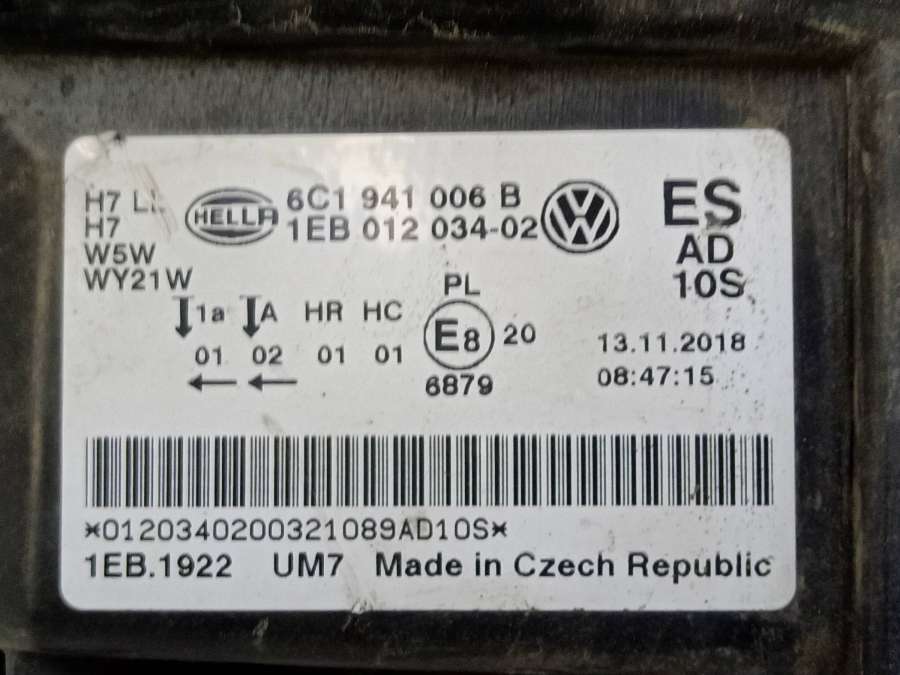 H7 LL
H7
W5W
WY21W
HELLA
6C1 941 006 B
1EB 012 034-02
VW
ES
AD
10S
1a A HR HC
01 02 01 01
PL
E8 20
6879
13.11.2018
08:47:15
*0120340200321089AD10S*
1EB.1922 UM7 Made in Czech Republic